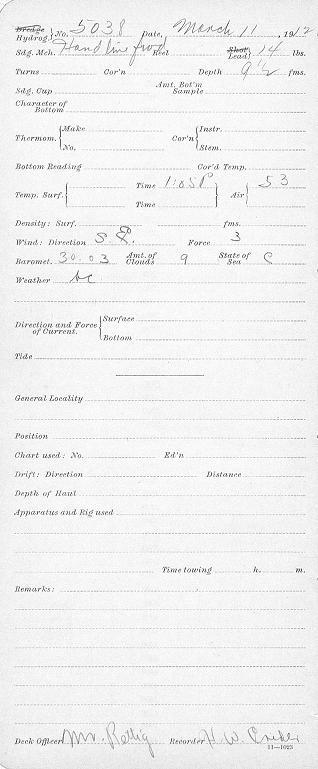 Dredge
Hydrog. } No. 5038 Date, March 11, 1912
Sdg. Mch. Hand line from Reel Shot Lead } 14 lbs.
Turns Cor'n Depth 9½ fms.
Sdg. Cup Amt. Bot'm Sample
Character of Bottom
Thermom. { Make Cor'n { Instr.
No. Stem.
Bottom Reading Cor'd Temp.
Temp. Surf. { Time 1:05P Air { 53
Time
Density: Surf. fms.
Wind: Direction S.E. Force 3
Baromet. 30.03 Amt. of Clouds 9 State of Sea C
Weather bc
Direction and Force of Current. { Surface
Bottom
Tide
General Locality
Position
Chart used: No. Ed'n
Drift: Direction Distance
Depth of Haul
Apparatus and Rig used
Time towing h. m.
Remarks:
Deck Officer Mr. Rettig Recorder H. W.
11—1023